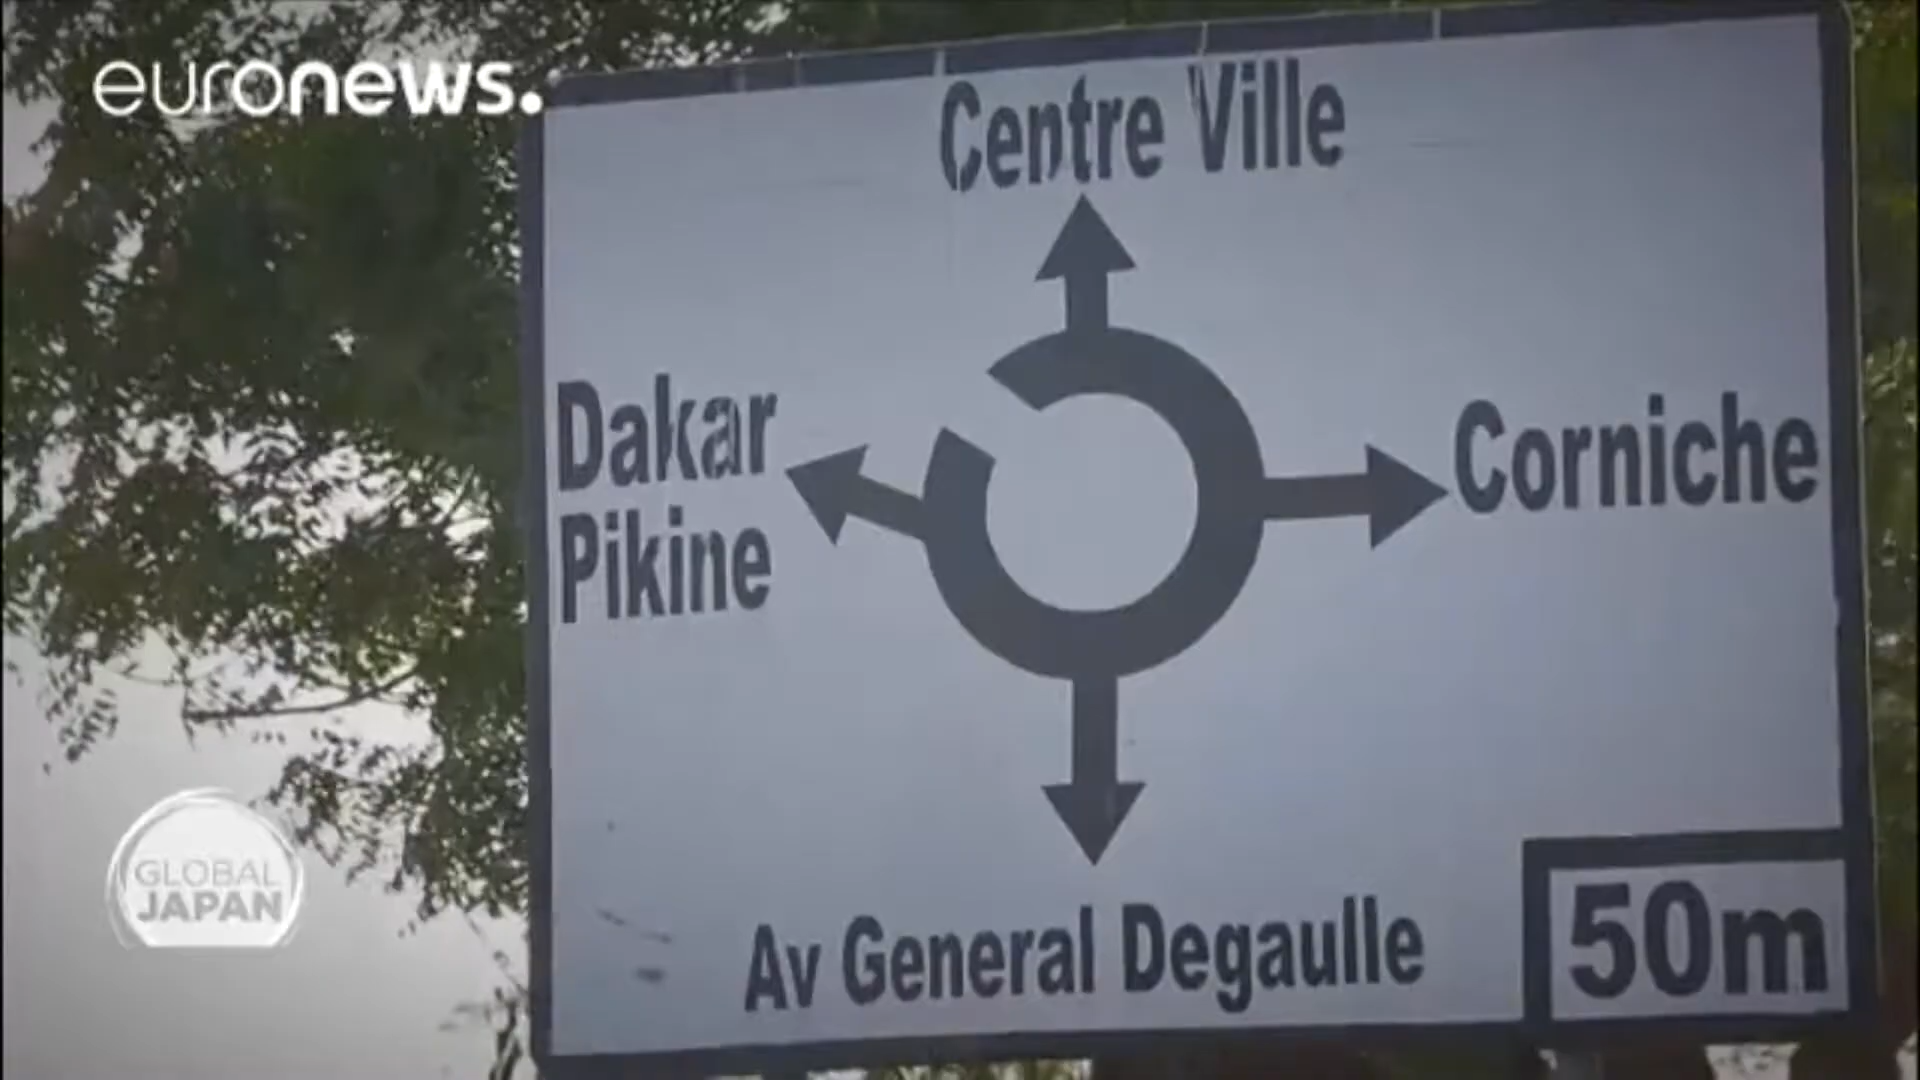 euronews.
Centre Ville
Dakar
Pikine
Corniche
GLOBAL
JAPAN
Av General Degaulle
50m